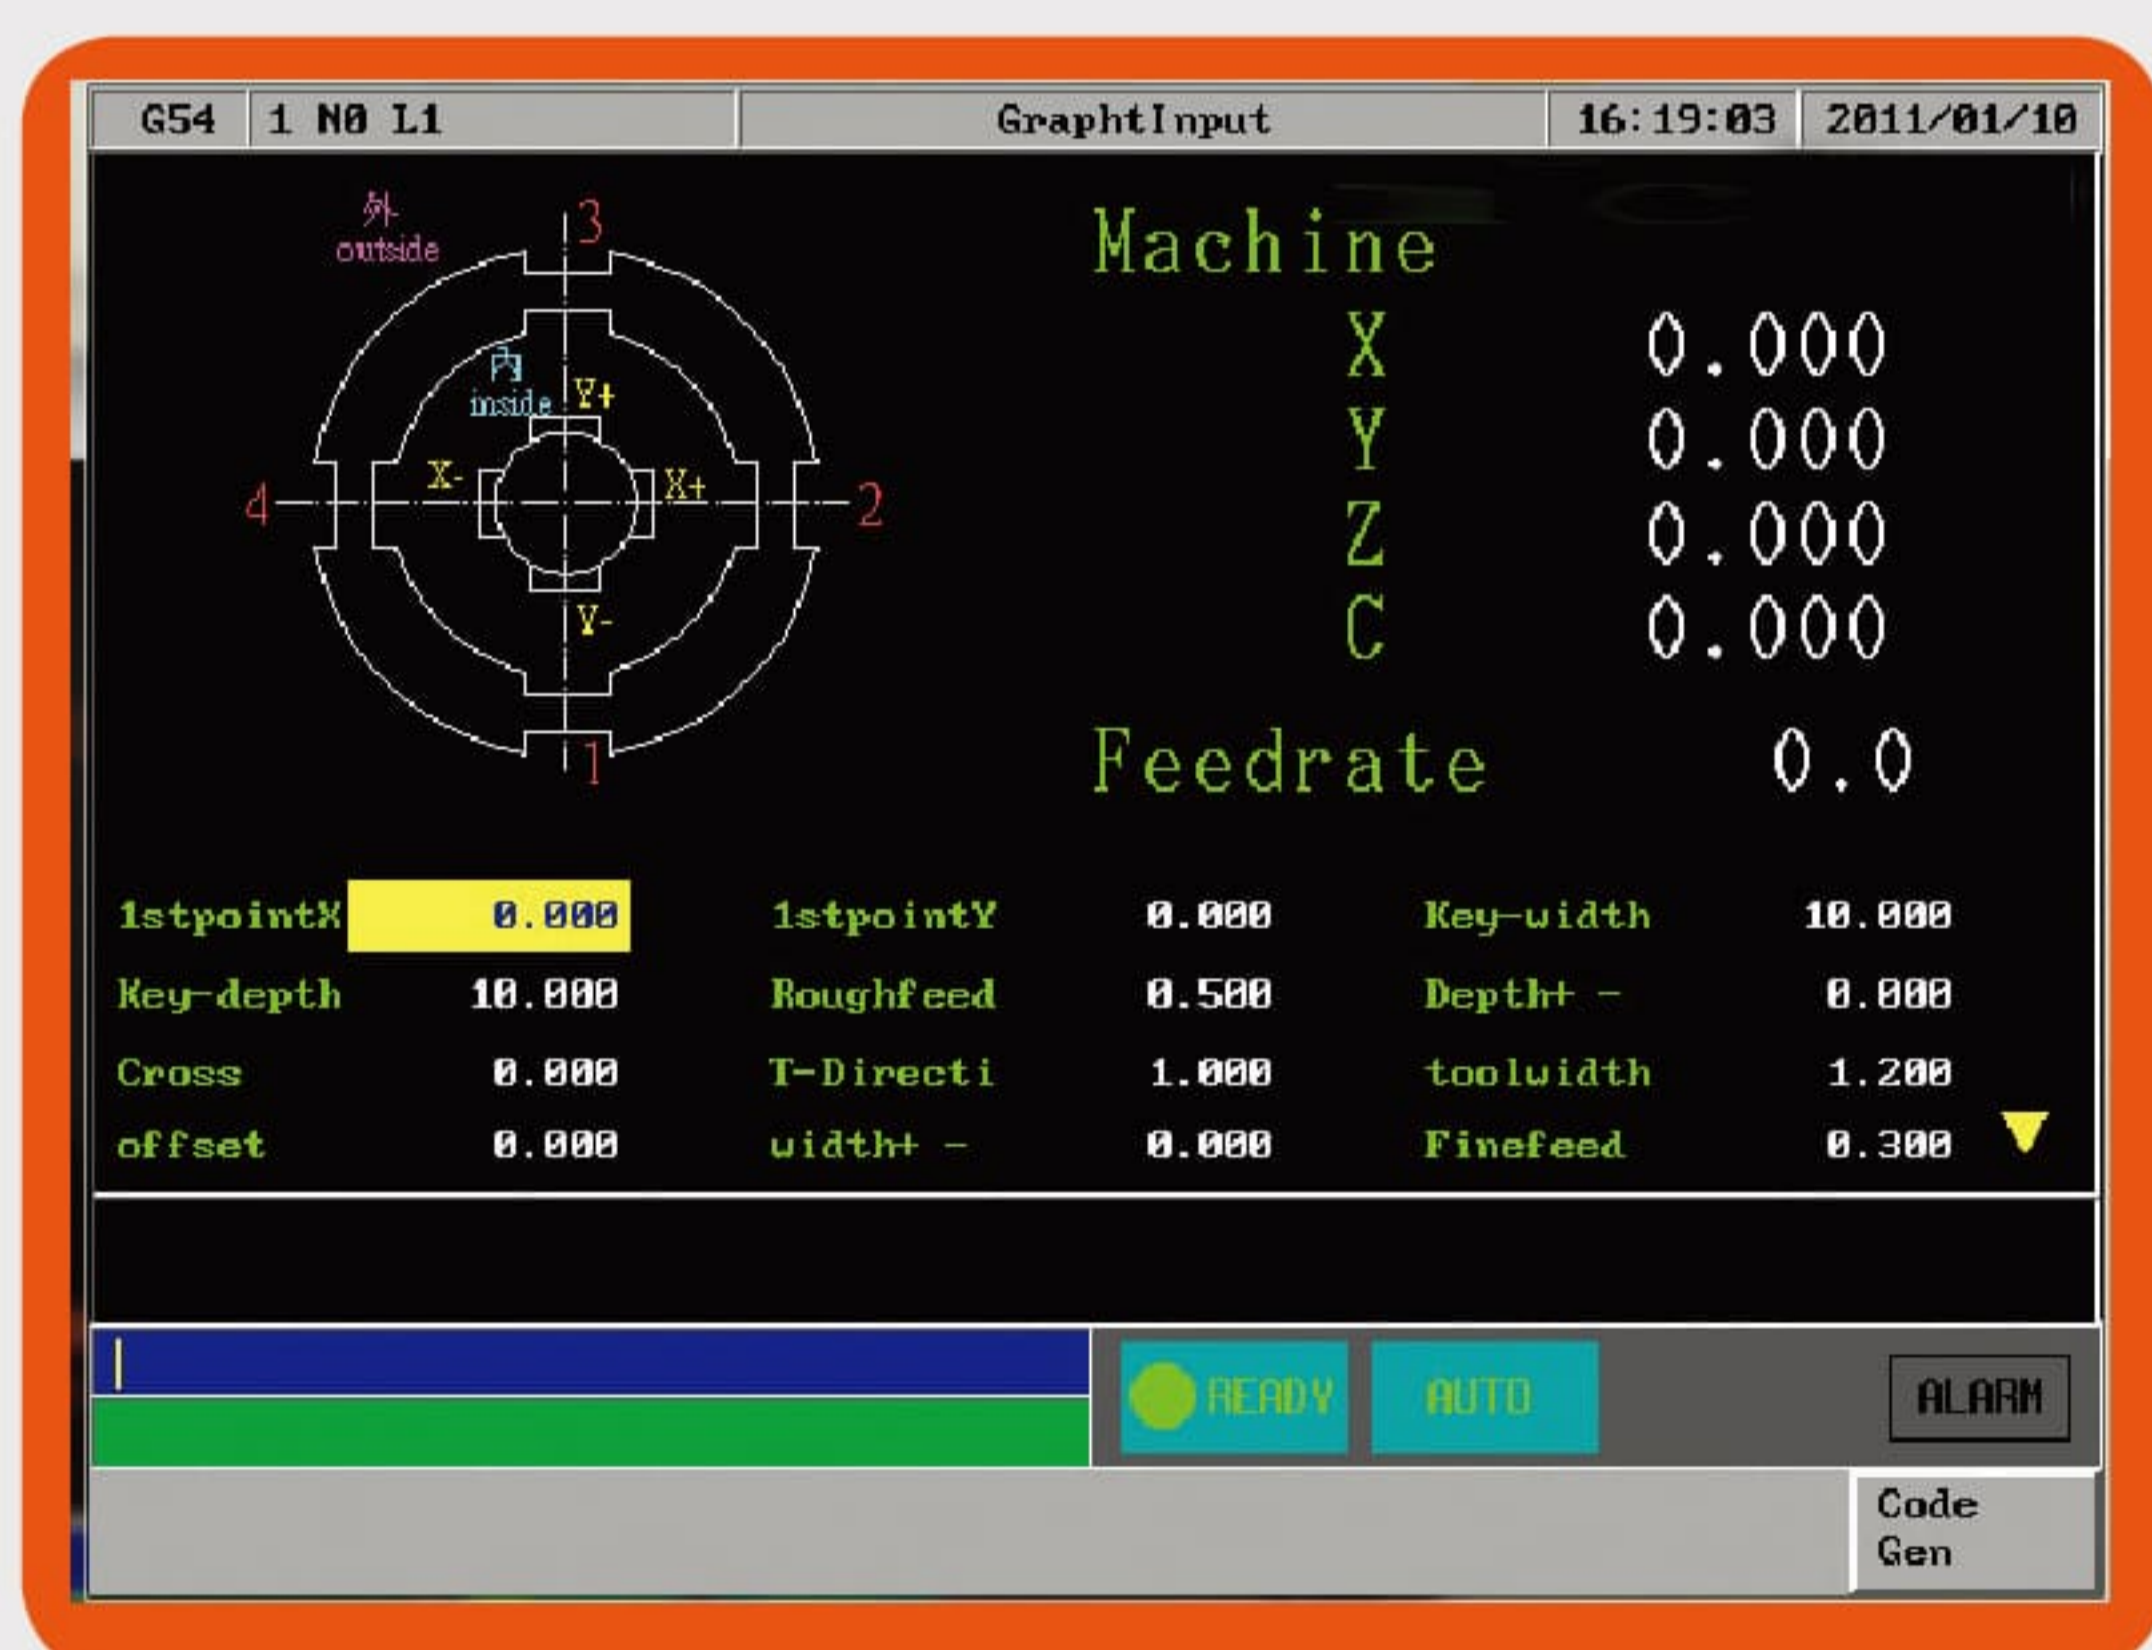 G54 1 N0 L1 GraphtInput 16:19:03 2011/01/10
外
outside
3
内
inside
Y+
X-
X+
4
2
Y-
1
Machine
X 0.000
Y 0.000
Z 0.000
C 0.000
Feedrate 0.0
1stpointX 0.000 1stpointY 0.000 Key-width 10.000
Key-depth 10.000 Roughfeed 0.500 Depth+ - 0.000
Cross 0.000 T-Directi 1.000 toolwidth 1.200
offset 0.000 width+ - 0.000 Finefeed 0.300
READY AUTO ALARM
Code
Gen